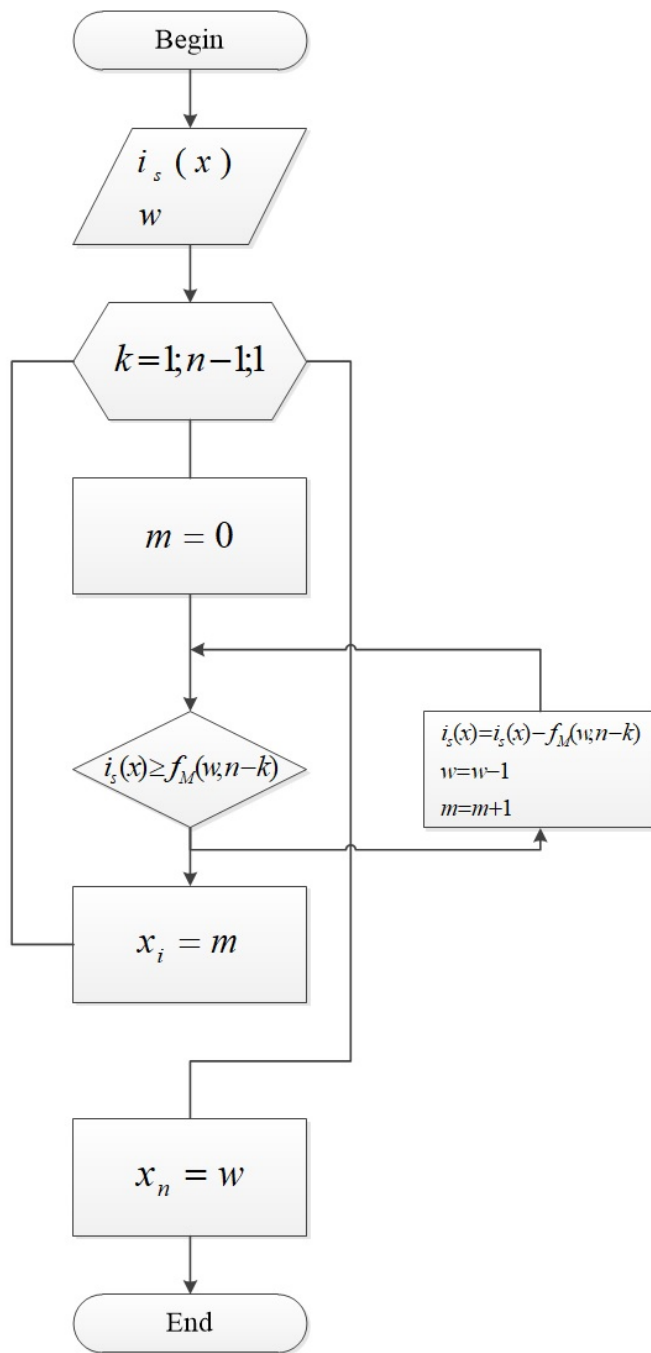 Begin
i_s(x)
w
k=1;n−1;1
m = 0
i_s(x)≥f_M(w,n−k)
i_s(x)=i_s(x)−f_M(w,n−k)
w=w−1
m=m+1
x_i = m
x_n = w
End